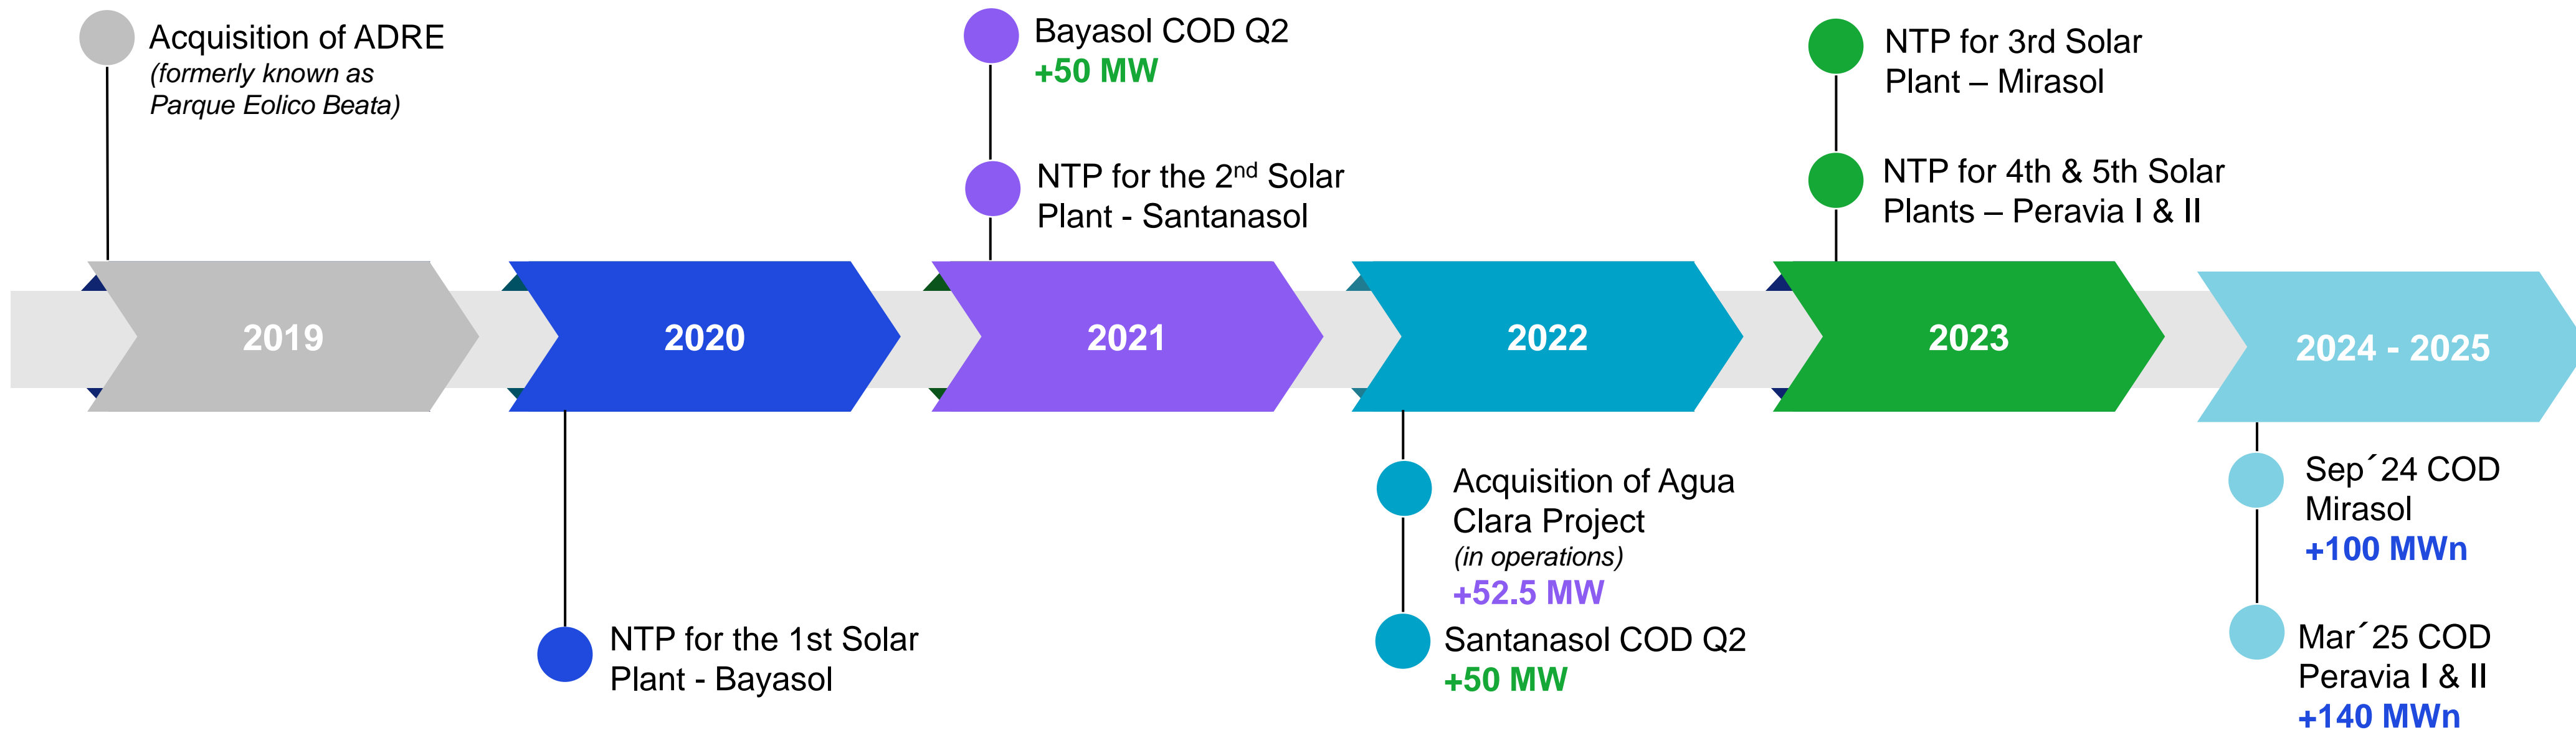 Acquisition of ADRE
(formerly known as
Parque Eolico Beata)
Bayasol COD Q2
+50 MW
NTP for the 2nd Solar
Plant - Santanasol
NTP for 3rd Solar
Plant – Mirasol
NTP for 4th & 5th Solar
Plants – Peravia I & II
2019
2020
2021
2022
2023
2024 - 2025
NTP for the 1st Solar
Plant - Bayasol
Acquisition of Agua
Clara Project
(in operations)
+52.5 MW
Santanasol COD Q2
+50 MW
Sep´24 COD
Mirasol
+100 MWn
Mar´25 COD
Peravia I & II
+140 MWn